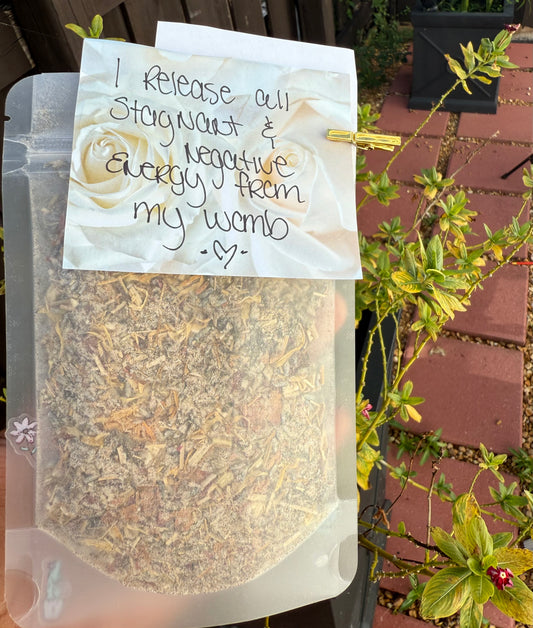 I Release all
Stagnant &
Negative
Energy from
my womb